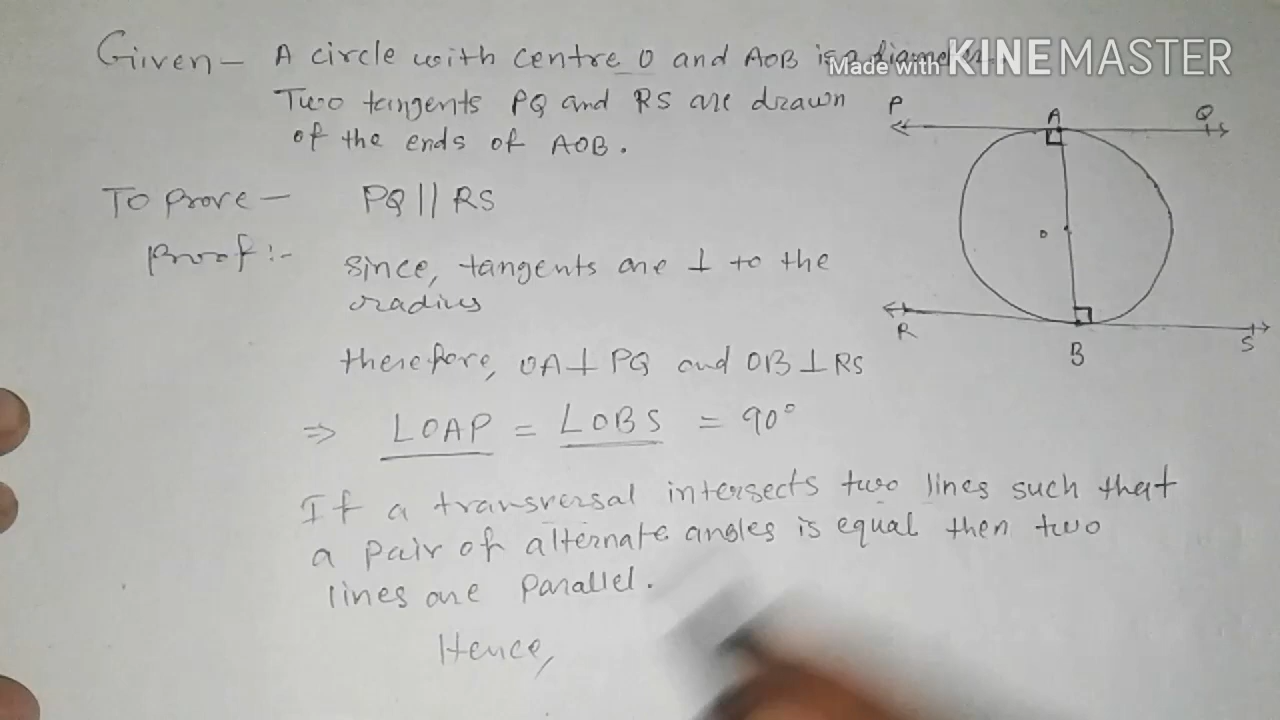 Given – A circle with centre O and AOB is a
Made with KINEMASTER
Two tangents PQ and RS are drawn
of the ends of AOB.
To prove – PQ || RS
Proof :-
since, tangents are ⊥ to the
radius
therefore, OA ⊥ PQ and OB ⊥ RS
⇒ ∠OAP = ∠OBS = 90°
If a transversal intersects two lines such that
a pair of alternate angles is equal then two
lines are parallel.
Hence,
P A Q
O
R B S